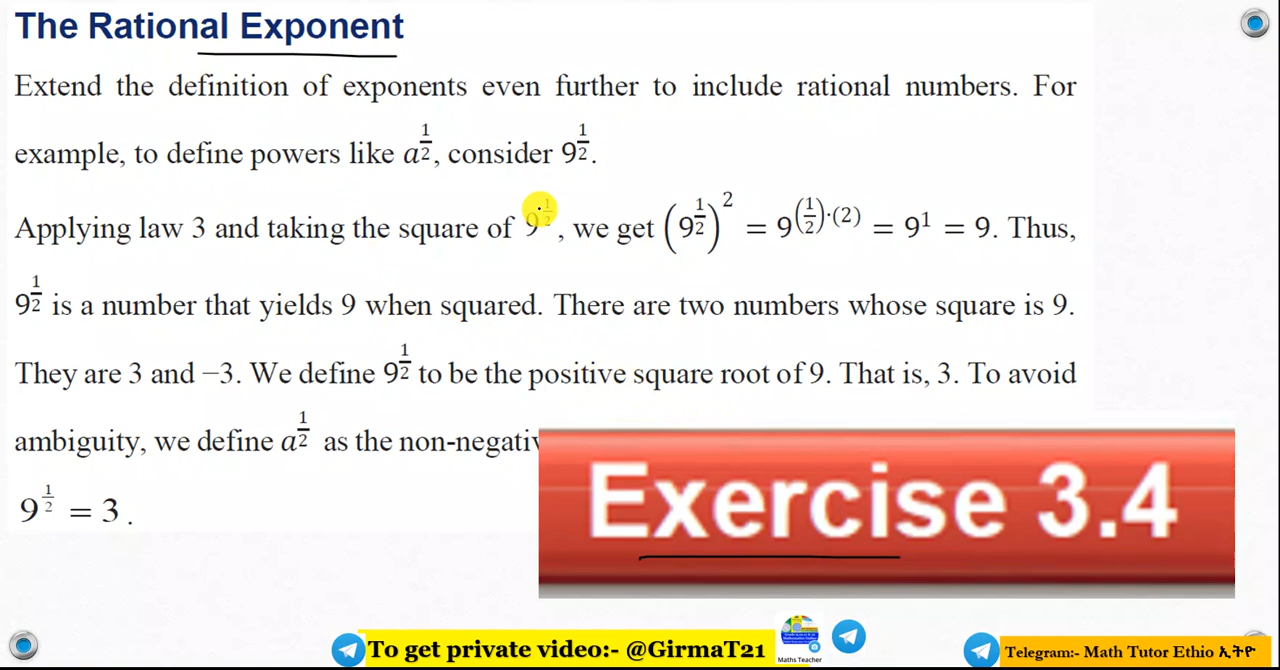 The Rational Exponent
Extend the definition of exponents even further to include rational numbers. For
example, to define powers like a^(1/2), consider 9^(1/2).
Applying law 3 and taking the square of 9^(1/2), we get (9^(1/2))^2 = 9^((1/2)·(2)) = 9^1 = 9. Thus,
9^(1/2) is a number that yields 9 when squared. There are two numbers whose square is 9.
They are 3 and −3. We define 9^(1/2) to be the positive square root of 9. That is, 3. To avoid
ambiguity, we define a^(1/2) as the
9^(1/2) = 3.
Exercise 3.4
To get private video:- @GirmaT21
Maths Teacher
Telegram:- Math Tutor Ethio ኢትዮ